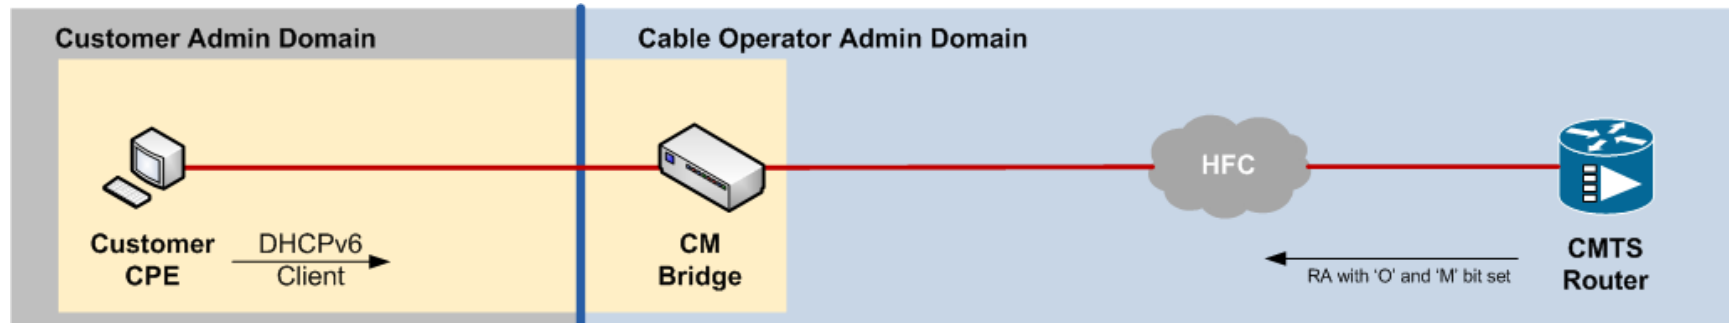 Customer Admin Domain
Cable Operator Admin Domain
HFC
Customer
CPE
DHCPv6
Client
CM
Bridge
RA with ‘O’ and ‘M’ bit set
CMTS
Router